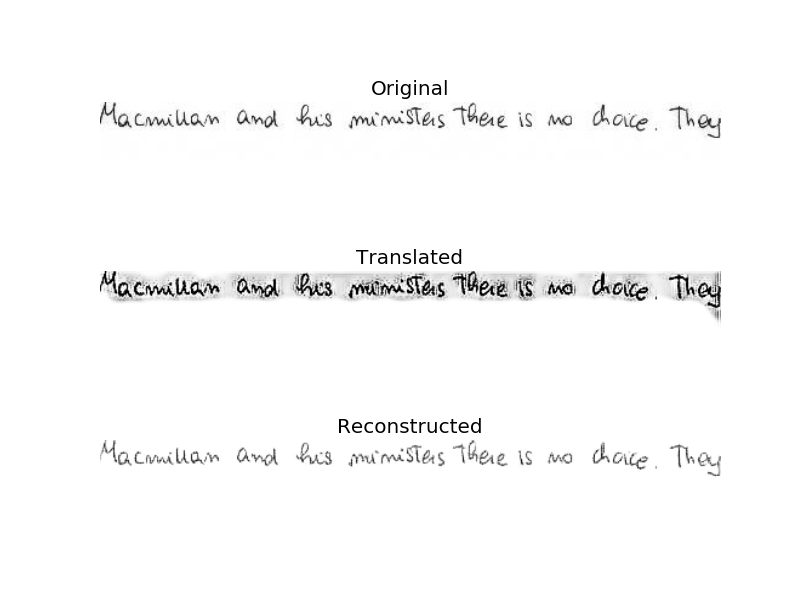 Original
Macmillan and his ministers There is no choice. They
Translated
Macmillan and his ministers There is no choice. They
Reconstructed
Macmillan and his ministers There is no choice. They